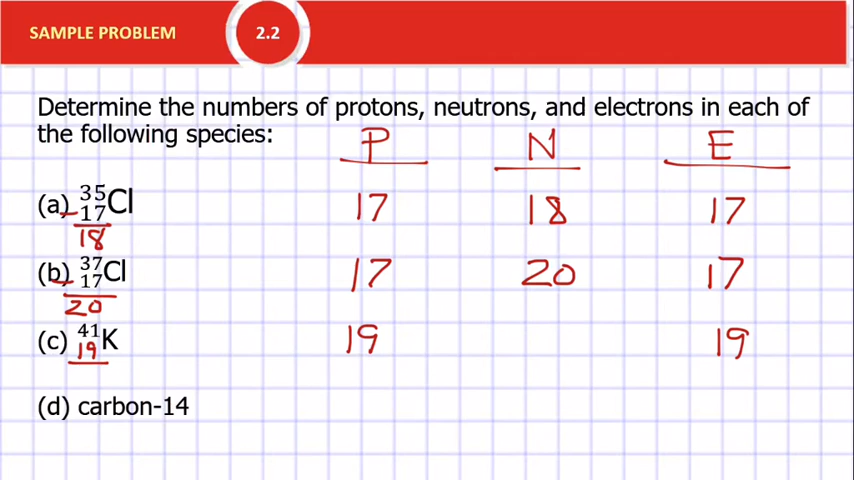 SAMPLE PROBLEM 2.2
Determine the numbers of protons, neutrons, and electrons in each of
the following species:
P N E
(a) ³⁵₁₇Cl 17 18 17
– 18
(b) ³⁷₁₇Cl 17 20 17
– 20
(c) ⁴¹₁₉K 19 19
(d) carbon-14